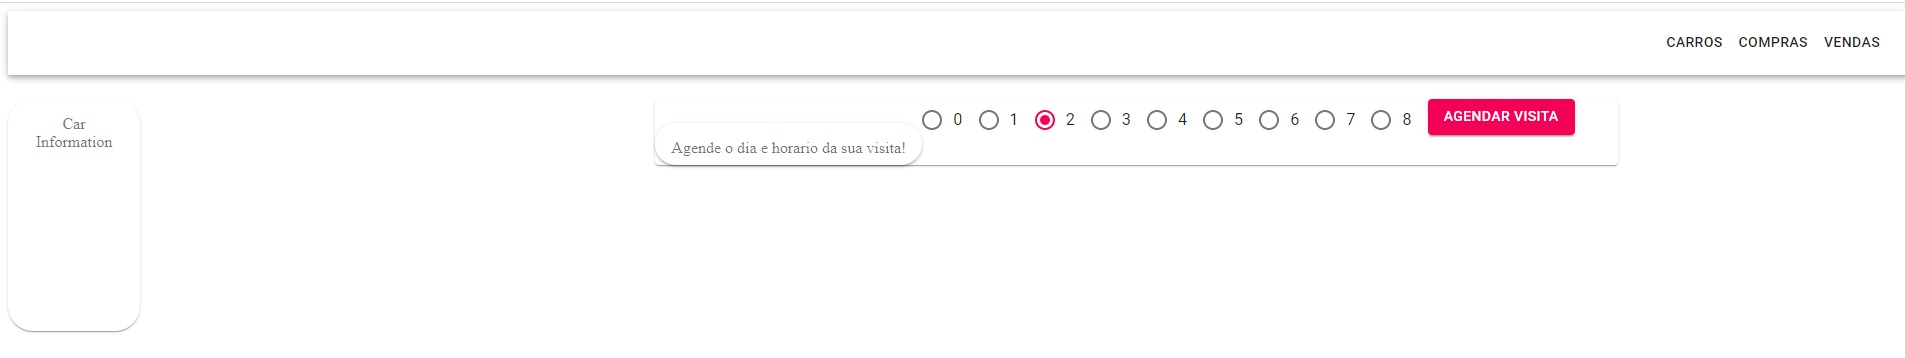 CARROS COMPRAS VENDAS
Car
Information
0 1 2 3 4 5 6 7 8 AGENDAR VISITA
Agende o dia e horario da sua visita!